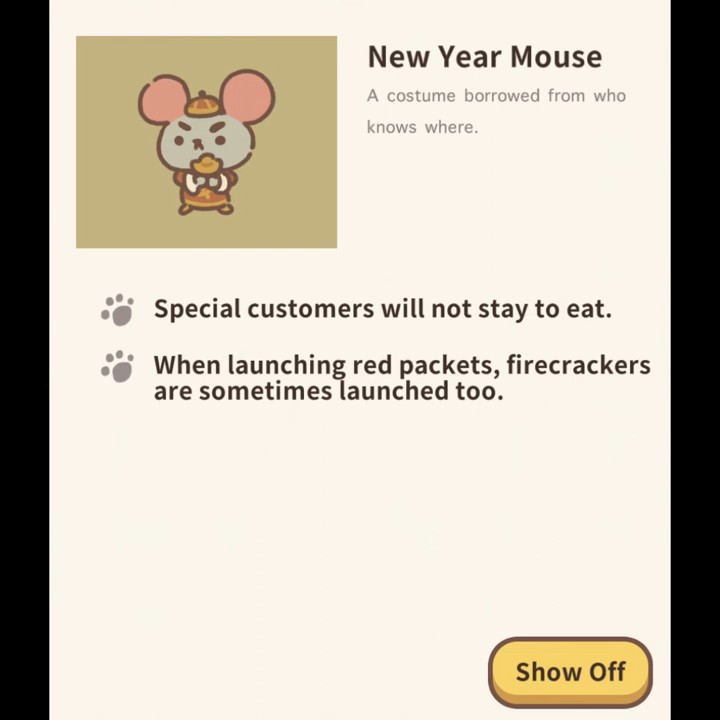 New Year Mouse
A costume borrowed from who
knows where.
Special customers will not stay to eat.
When launching red packets, firecrackers
are sometimes launched too.
Show Off